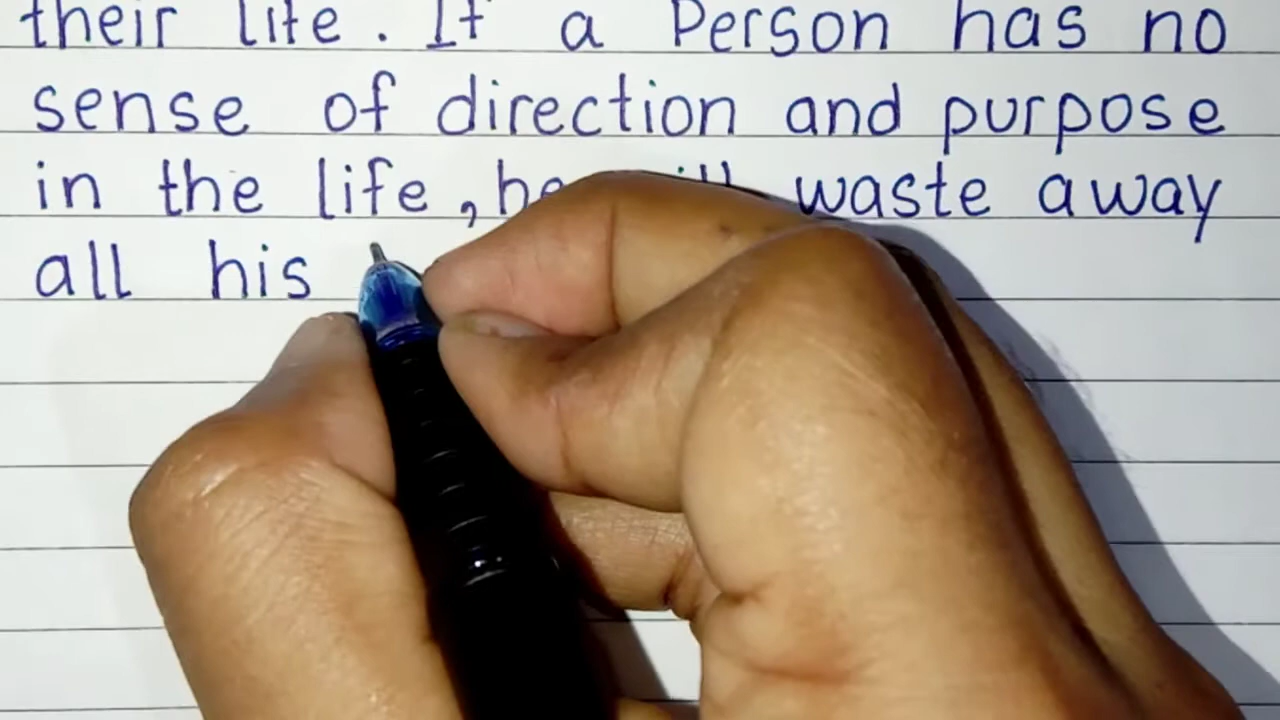 their life. If a Person has no
sense of direction and purpose
in the life, he will waste away
all his